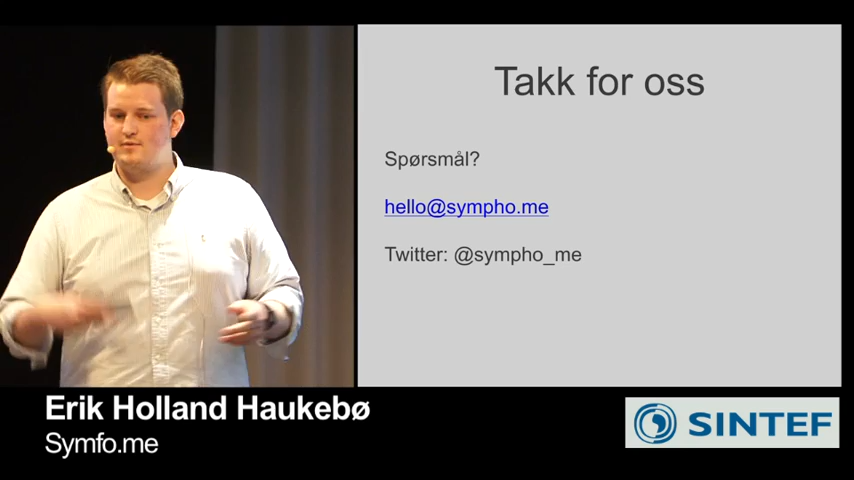 Takk for oss
Spørsmål?
hello@sympho.me
Twitter: @sympho_me
Erik Holland Haukebø
Symfo.me
SINTEF